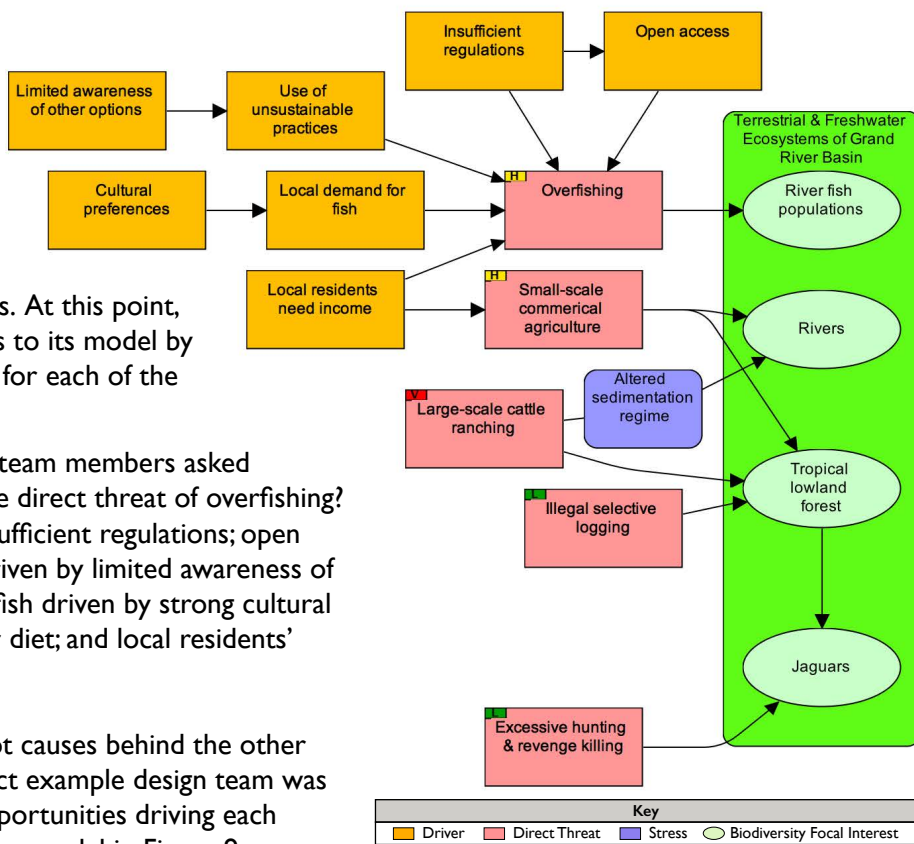 Insufficient
regulations
Open access
Limited awareness
of other options
Use of
unsustainable
practices
Terrestrial & Freshwater
Ecosystems of Grand
River Basin
Cultural
preferences
Local demand for
fish
H
Overfishing
River fish
populations
Local residents
need income
H
Small-scale
commerical
agriculture
Rivers
V
Large-scale cattle
ranching
Altered
sedimentation
regime
L
Illegal selective
logging
Tropical
lowland
forest
Jaguars
L
Excessive hunting
& revenge killing
s. At this point,
s to its model by
for each of the
team members asked
e direct threat of overfishing?
ufficient regulations; open
riven by limited awareness of
fish driven by strong cultural
diet; and local residents’
ot causes behind the other
ct example design team was
portunities driving each
Key
Driver Direct Threat Stress Biodiversity Focal Interest